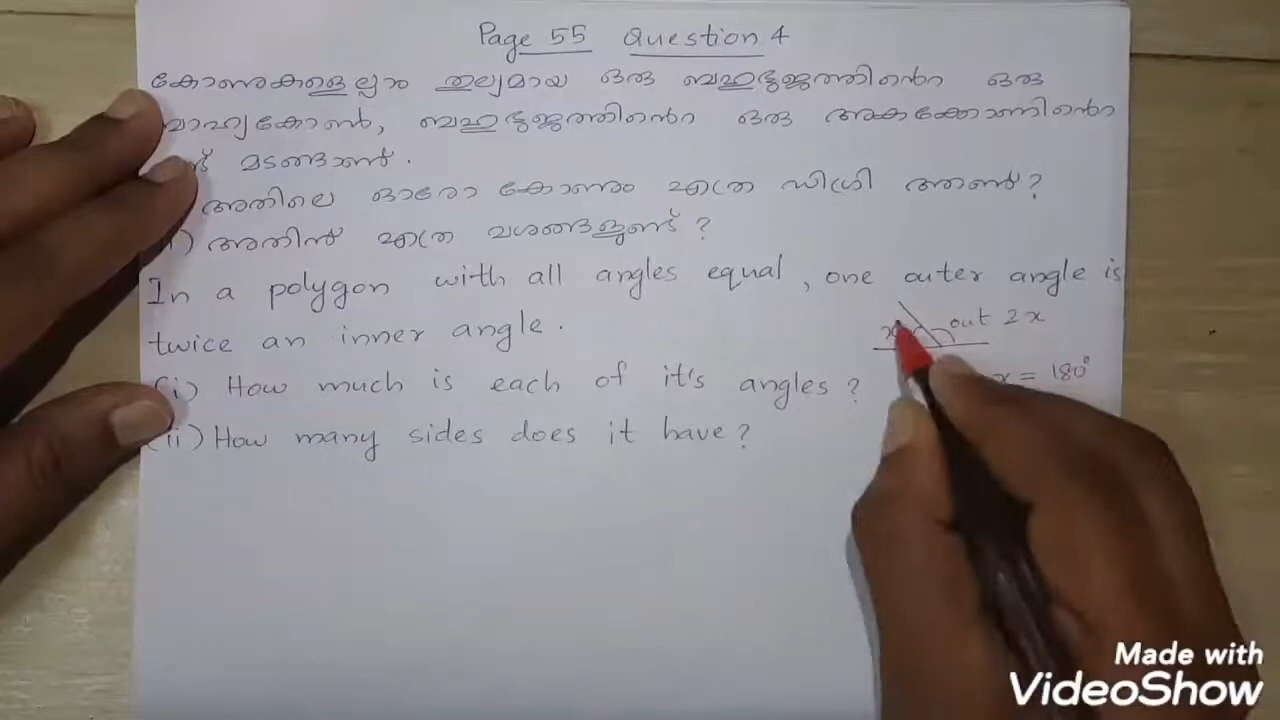 Page 55 Question 4
കോണുകളെല്ലാം തുല്യമായ ഒരു ബഹുഭുജത്തിന്റെ ഒരു
ബാഹ്യകോൺ, ബഹുഭുജത്തിന്റെ ഒരു അകക്കോണിന്റെ
മടങ്ങാണ്.
അതിലെ ഓരോ കോണും എത്ര ഡിഗ്രി ആണ്?
) അതിന് എത്ര വശങ്ങളുണ്ട്?
In a polygon with all angles equal, one outer angle is
twice an inner angle.
out 2x
(i) How much is each of it's angles?
x = 180°
(ii) How many sides does it have?
Made with
VideoShow